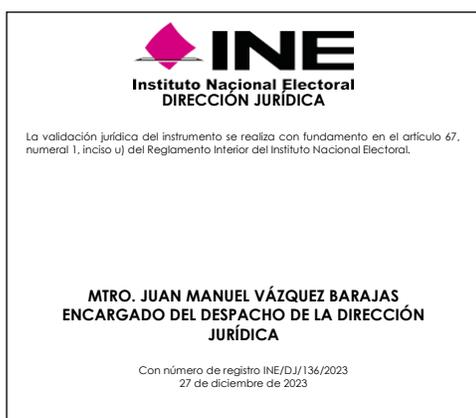 INE
Instituto Nacional Electoral
DIRECCIÓN JURÍDICA
La validación jurídica del instrumento se realiza con fundamento en el artículo 67,
numeral 1, inciso u) del Reglamento Interior del Instituto Nacional Electoral.
MTRO. JUAN MANUEL VÁZQUEZ BARAJAS
ENCARGADO DEL DESPACHO DE LA DIRECCIÓN
JURÍDICA
Con número de registro INE/DJ/136/2023
27 de diciembre de 2023